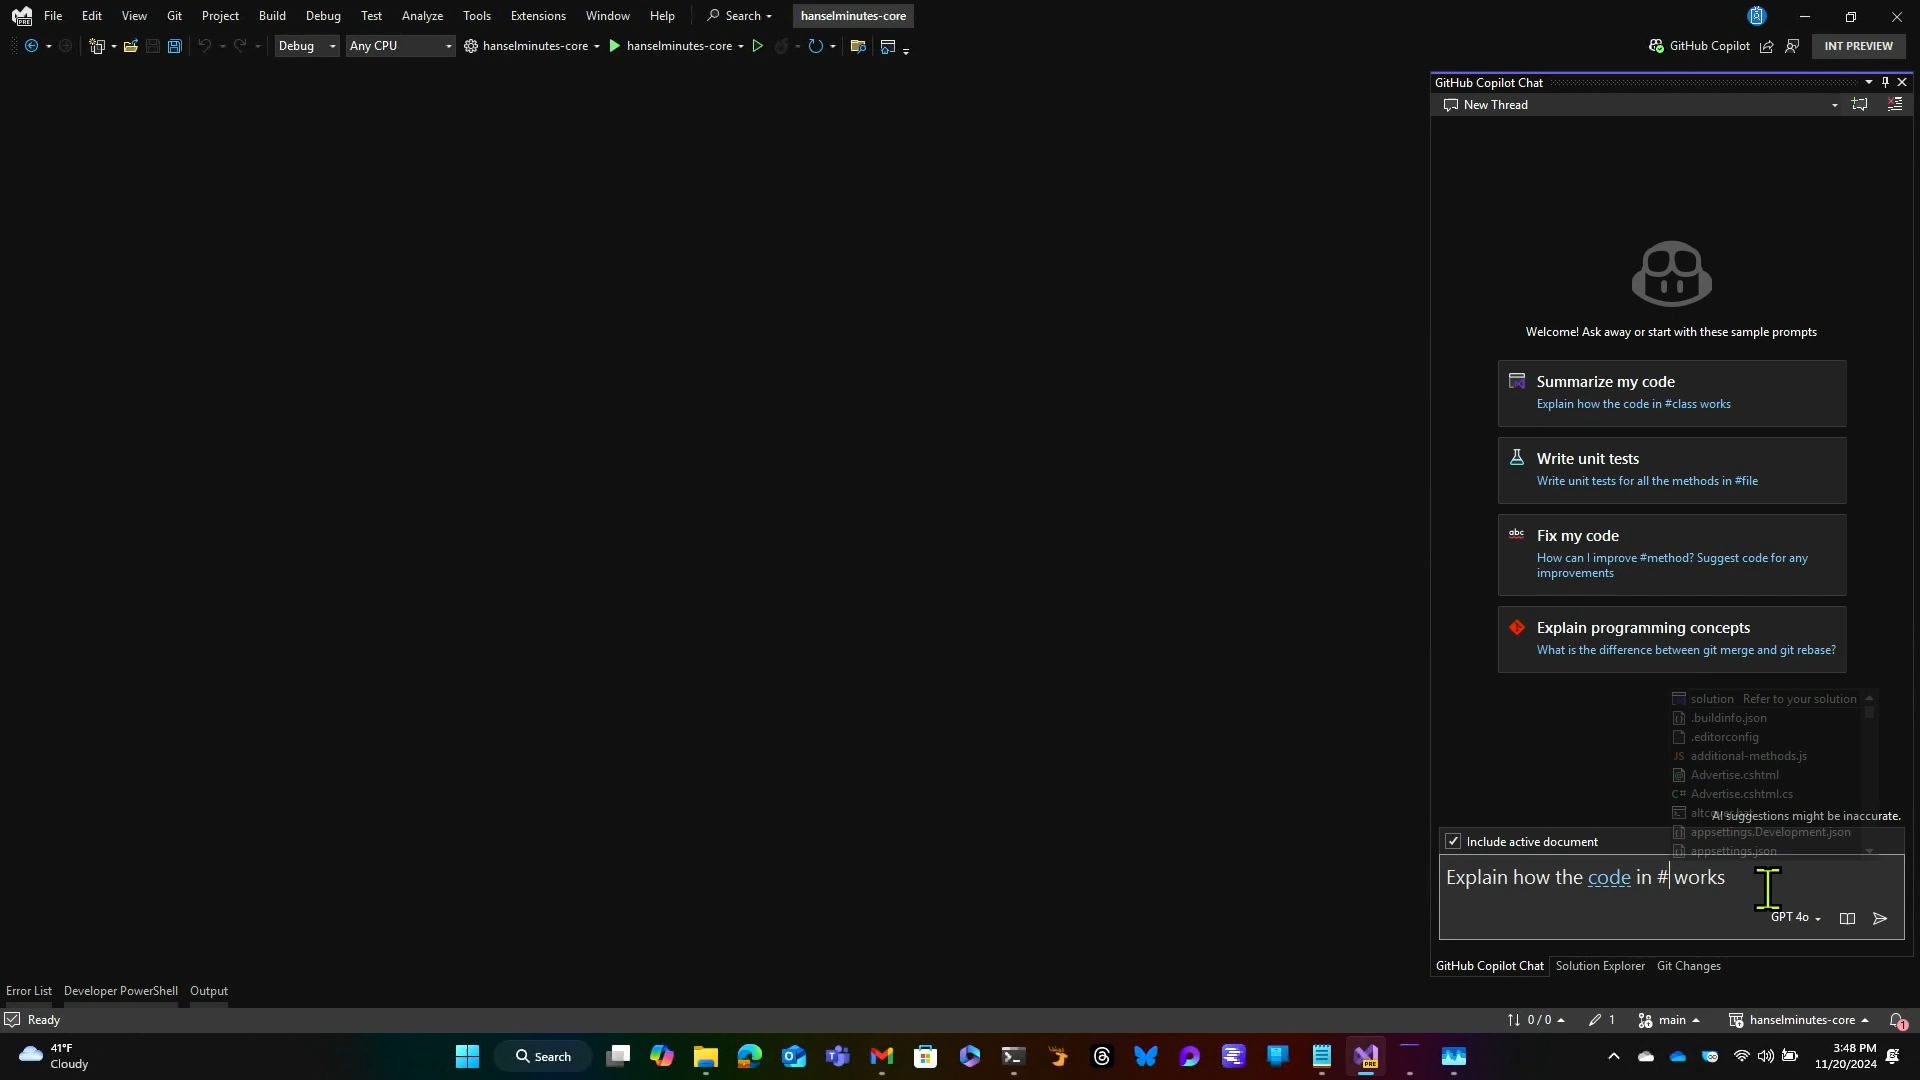 File Edit View Git Project Build Debug Test Analyze Tools Extensions Window Help Search hanselminutes-core
Debug Any CPU hanselminutes-core hanselminutes-core GitHub Copilot INT PREVIEW
GitHub Copilot Chat
New Thread
Welcome! Ask away or start with these sample prompts
Summarize my code
Explain how the code in #class works
Write unit tests
Write unit tests for all the methods in #file
abc
Fix my code
How can I improve #method? Suggest code for any
improvements
Explain programming concepts
What is the difference between git merge and git rebase?
solution Refer to your solution
.buildinfo.json
.editorconfig
JS additional-methods.js
Advertise.cshtml
C# Advertise.cshtml.cs
AI suggestions might be inaccurate.
appsettings.Development.json
Include active document
appsettings.json
Explain how the code in # works
GPT 4o
GitHub Copilot Chat Solution Explorer Git Changes
Error List Developer PowerShell Output
Ready 0 / 0 1 main hanselminutes-core 1
41°F
Cloudy
Search
PRE
3:48 PM
11/20/2024